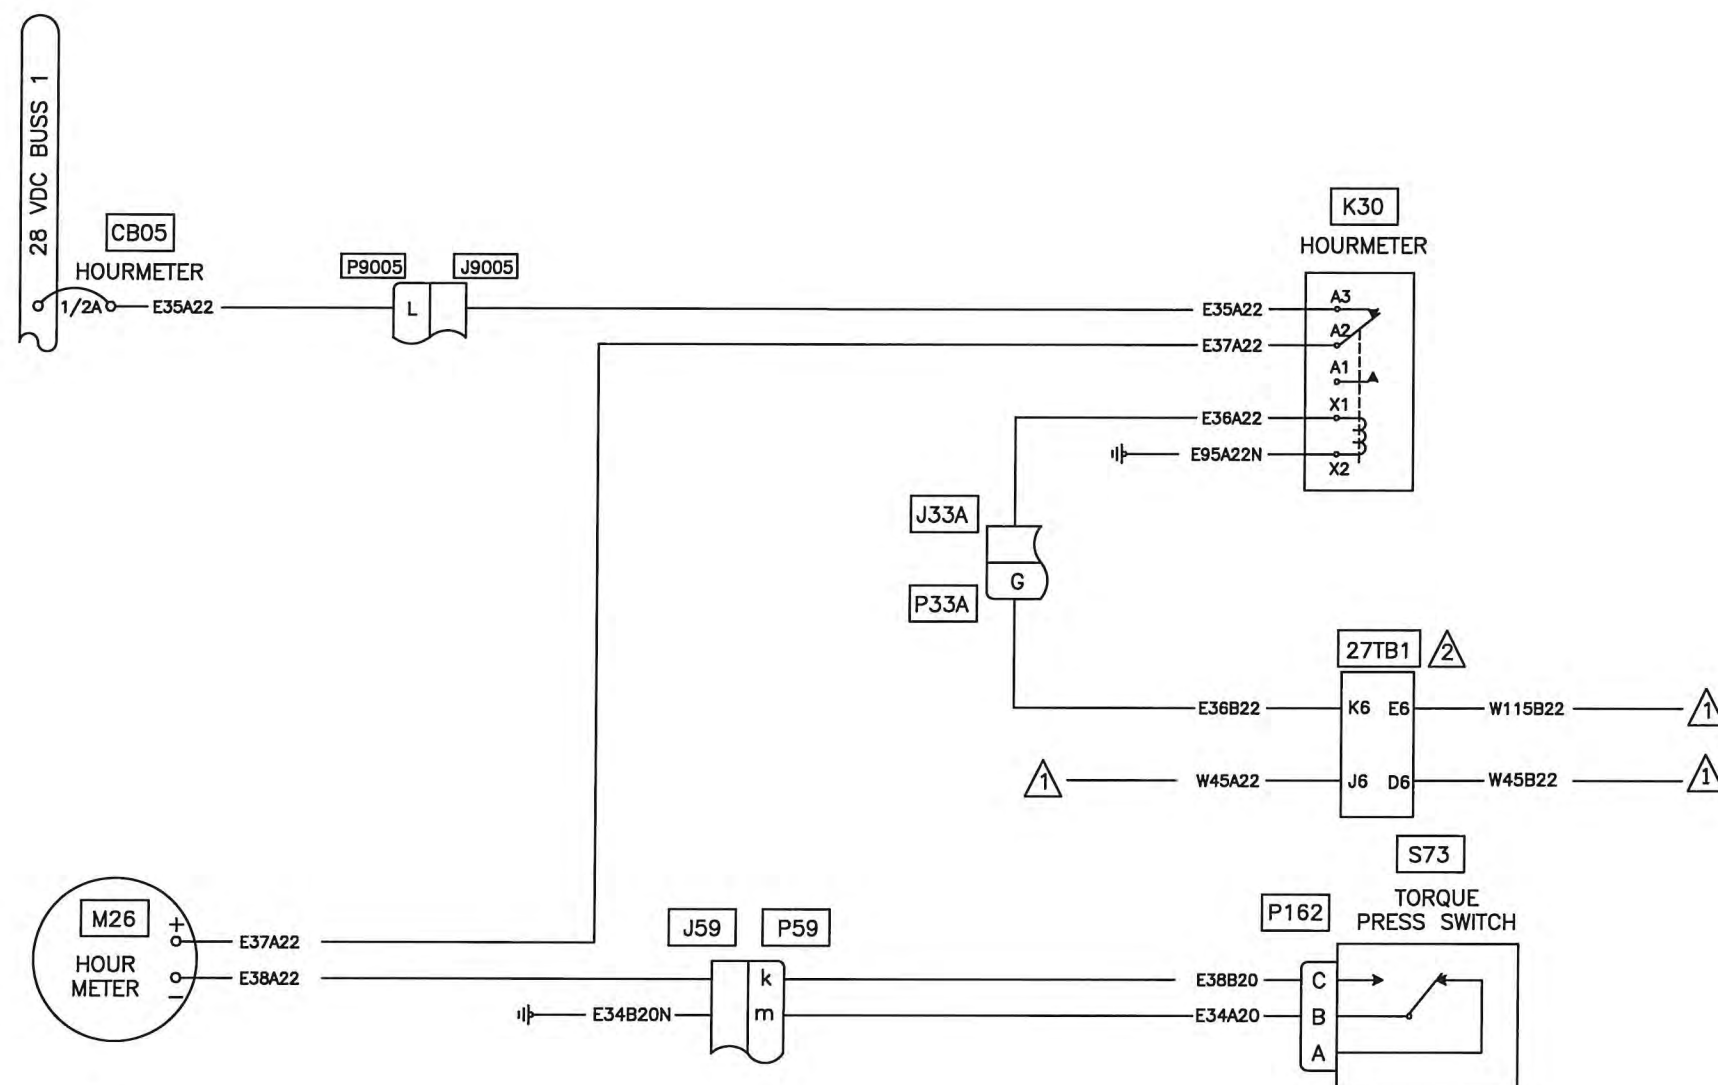 28 VDC BUSS 1
CB05
HOURMETER
1/2A
E35A22
P9005
J9005
L
K30
HOURMETER
E35A22
A3
E37A22
A2
A1
E36A22
X1
E95A22N
X2
J33A
G
P33A
27TB1
2
E36B22
K6 E6
W115B22
1
1
W45A22
J6 D6
W45B22
1
S73
TORQUE
PRESS SWITCH
P162
M26
HOUR
METER
+
E37A22
E38A22
−
J59
P59
k
E38B20
C
E34B20N
m
E34A20
B
A